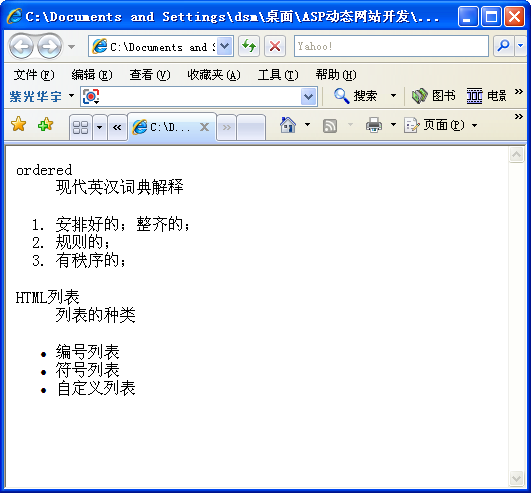 C:\Documents and Settings\dsm\桌面\ASP动态网站开发\...
C:\Documents and S
Yahoo!
文件(F) 编辑(E) 查看(V) 收藏夹(A) 工具(T) 帮助(H)
紫光华宇 搜索 图书 电影
C:\D... 页面(P)
ordered
现代英汉词典解释
1. 安排好的；整齐的；
2. 规则的；
3. 有秩序的；
HTML列表
列表的种类
• 编号列表
• 符号列表
• 自定义列表